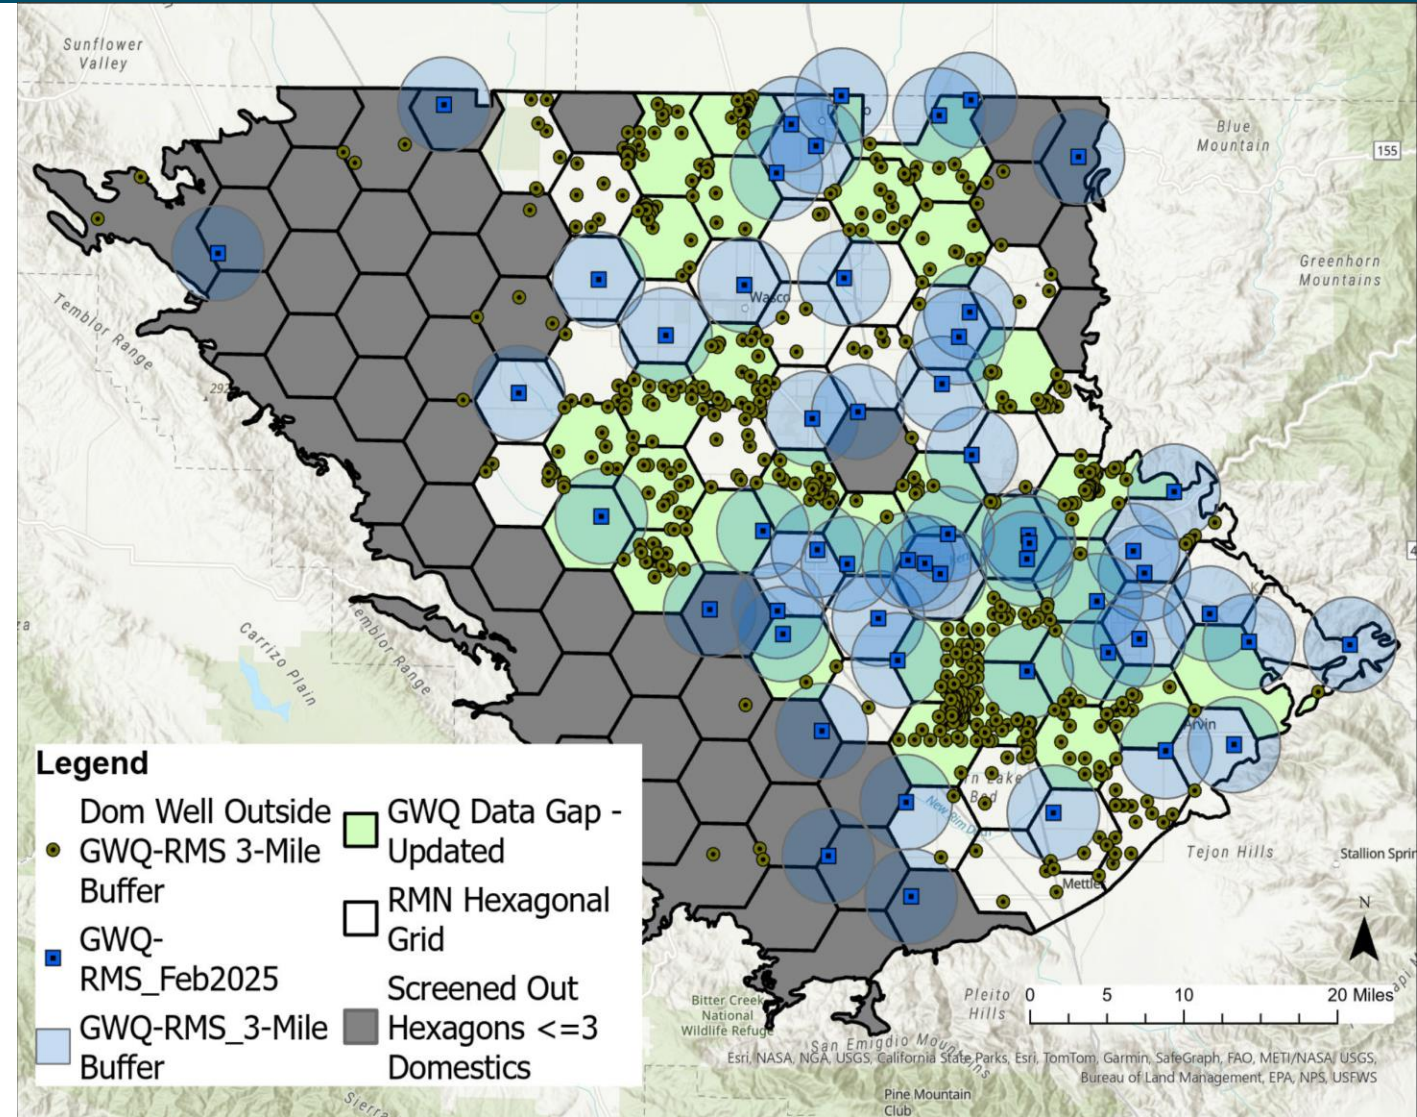 Sunflower
Valley
Blue
Mountain
155
Greenhorn
Mountains
Temblor Range
Wasco
292
Carrizo Plain
Temblor Range
Arvin
New Rim Ditch
Bed
Tejon Hills
Stallion Sprin
Mettler
Legend
Dom Well Outside
GWQ-RMS 3-Mile
Buffer
GWQ-
RMS_Feb2025
GWQ-RMS_3-Mile
Buffer
GWQ Data Gap -
Updated
RMN Hexagonal
Grid
Screened Out
Hexagons <=3
Domestics
N
0 5 10 20 Miles
Pleito
Hills
Bitter Creek
National
Wildlife Refuge
San Emigdio Mountains
Esri, NASA, NGA, USGS, California State Parks, Esri, TomTom, Garmin, SafeGraph, FAO, METI/NASA, USGS,
Bureau of Land Management, EPA, NPS, USFWS
Pine Mountain
Club
Sierra